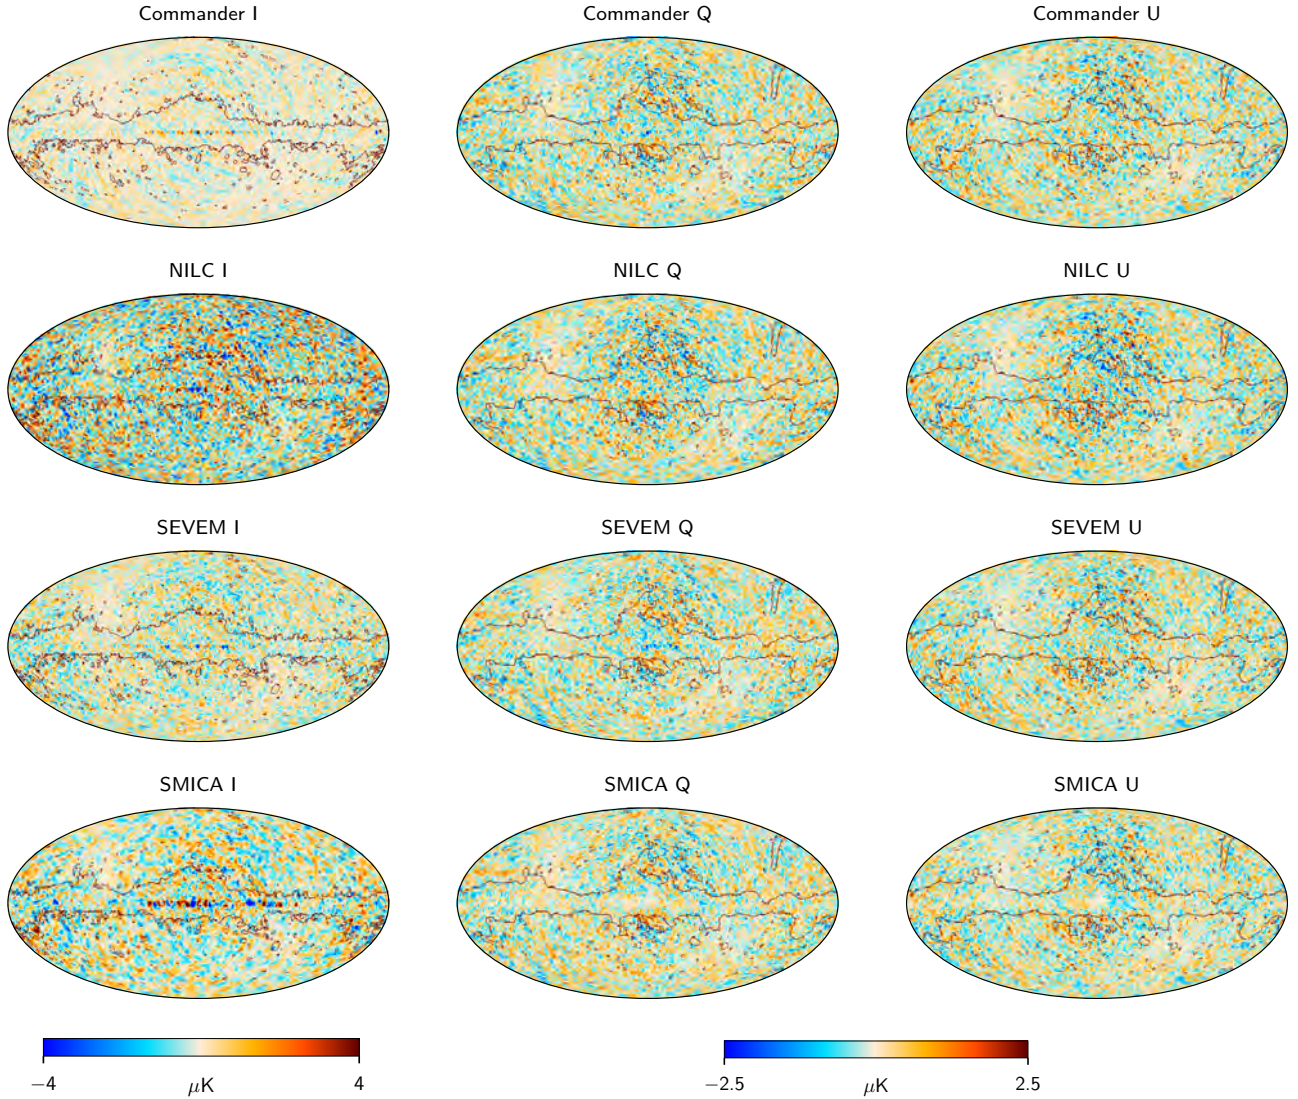 Commander I Commander Q Commander U
NILC I NILC Q NILC U
SEVEM I SEVEM Q SEVEM U
SMICA I SMICA Q SMICA U
−4 μK 4 −2.5 μK 2.5